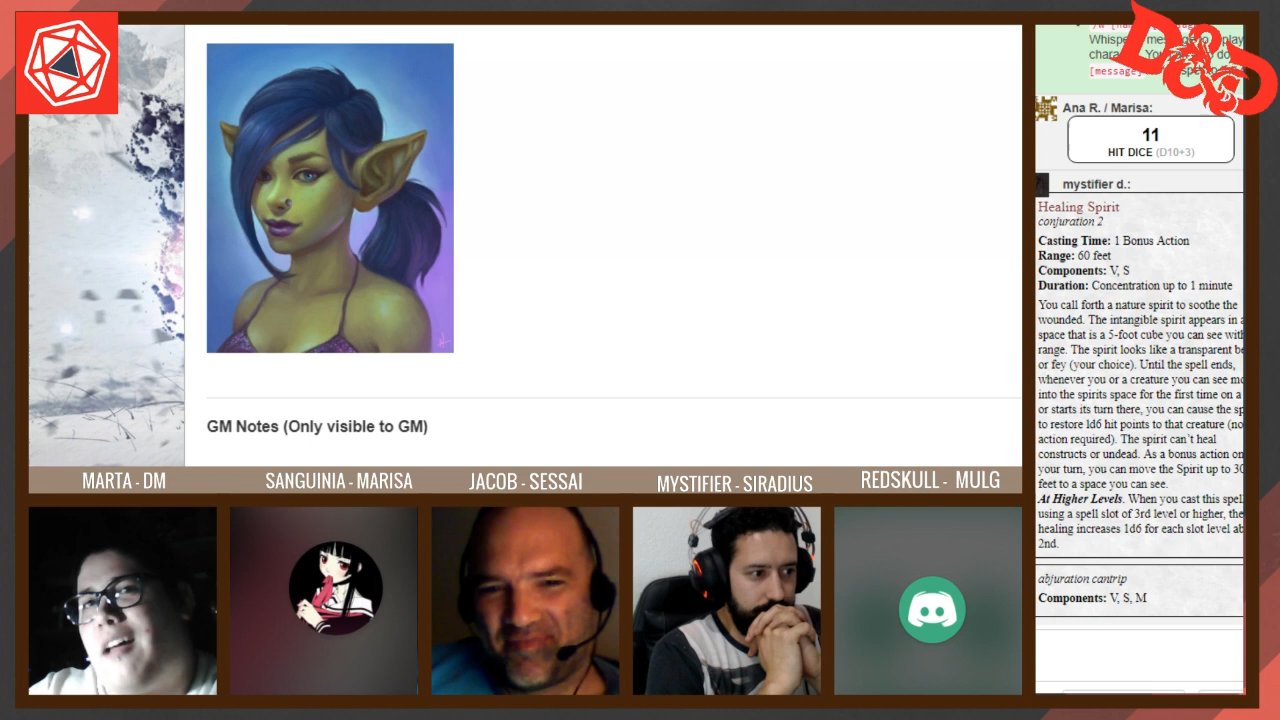 GM Notes (Only visible to GM)
MARTA - DM
SANGUINIA - MARISA
JACOB - SESSAI
MYSTIFIER - SIRADIUS
REDSKULL - MULG
Whispe
chara
[message]
Ana R. / Marisa:
11
HIT DICE (D10+3)
mystifier d.:
Healing Spirit
conjuration 2
Casting Time: 1 Bonus Action
Range: 60 feet
Components: V, S
Duration: Concentration up to 1 minute
You call forth a nature spirit to soothe the
wounded. The intangible spirit appears in a
space that is a 5-foot cube you can see with
range. The spirit looks like a transparent be
or fey (your choice). Until the spell ends,
whenever you or a creature you can see mo
into the spirits space for the first time on a
or starts its turn there, you can cause the sp
to restore 1d6 hit points to that creature (no
action required). The spirit can't heal
constructs or undead. As a bonus action on
your turn, you can move the Spirit up to 30
feet to a space you can see.
At Higher Levels. When you cast this spell
using a spell slot of 3rd level or higher, the
healing increases 1d6 for each slot level ab
2nd.
abjuration cantrip
Components: V, S, M